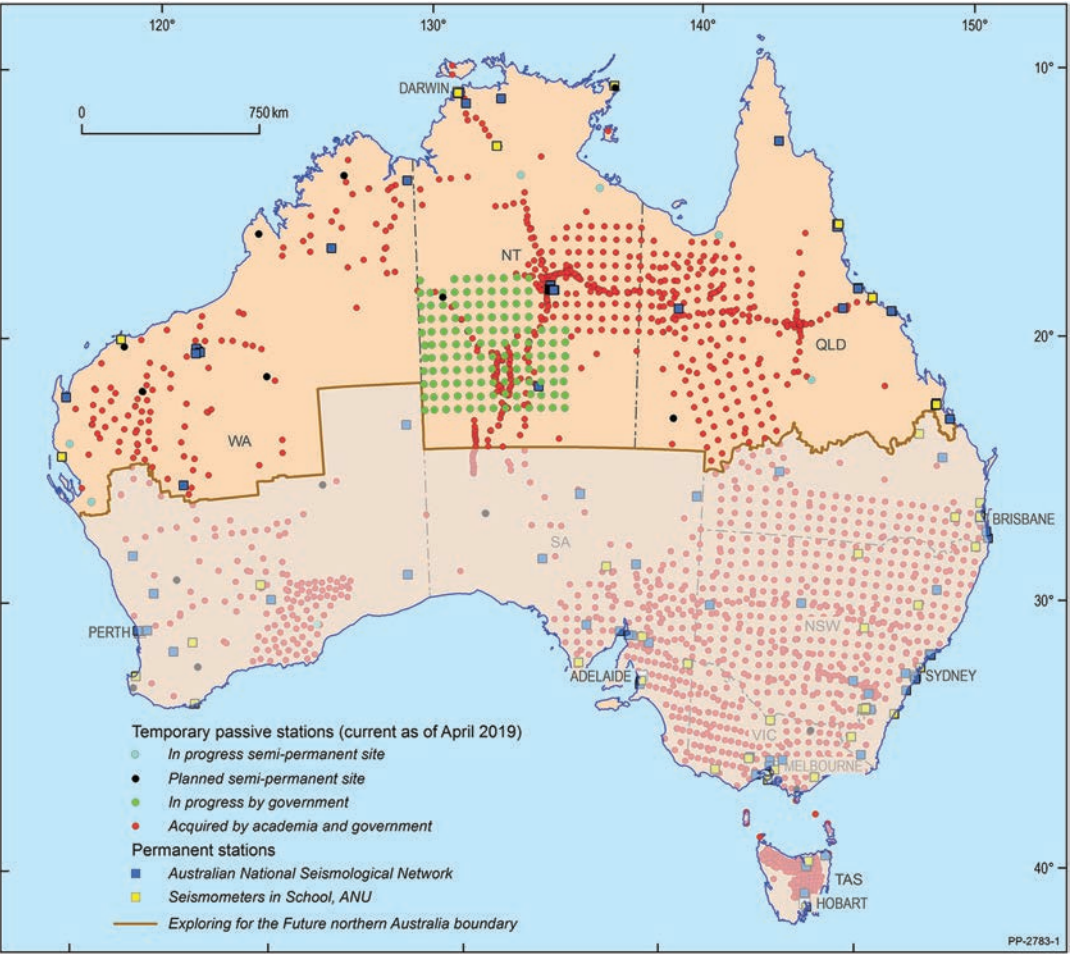 120° 130° 140° 150°
10°
DARWIN
0 750 km
NT
20°
QLD
WA
BRISBANE
SA
30°
NSW
PERTH
ADELAIDE SYDNEY
Temporary passive stations (current as of April 2019)
VIC
In progress semi-permanent site
MELBOURNE
Planned semi-permanent site
In progress by government
Acquired by academia and government
Permanent stations
Australian National Seismological Network
40°
TAS
Seismometers in School, ANU
HOBART
Exploring for the Future northern Australia boundary
PP-2783-1